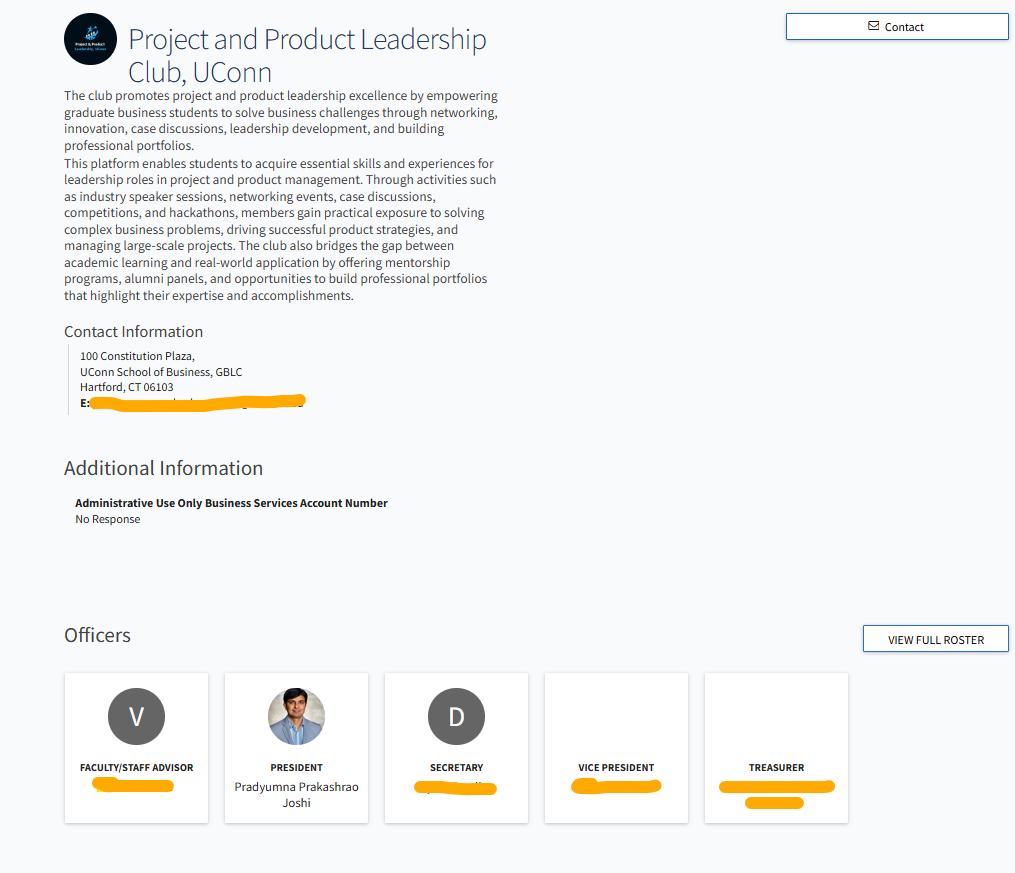 Project & Product
Leadership, UConn
Project and Product Leadership
Club, UConn
Contact
The club promotes project and product leadership excellence by empowering
graduate business students to solve business challenges through networking,
innovation, case discussions, leadership development, and building
professional portfolios.
This platform enables students to acquire essential skills and experiences for
leadership roles in project and product management. Through activities such
as industry speaker sessions, networking events, case discussions,
competitions, and hackathons, members gain practical exposure to solving
complex business problems, driving successful product strategies, and
managing large-scale projects. The club also bridges the gap between
academic learning and real-world application by offering mentorship
programs, alumni panels, and opportunities to build professional portfolios
that highlight their expertise and accomplishments.
Contact Information
100 Constitution Plaza,
UConn School of Business, GBLC
Hartford, CT 06103
E:
Additional Information
Administrative Use Only Business Services Account Number
No Response
Officers
VIEW FULL ROSTER
V
FACULTY/STAFF ADVISOR
PRESIDENT
Pradyumna Prakashrao
Joshi
D
SECRETARY
VICE PRESIDENT
TREASURER